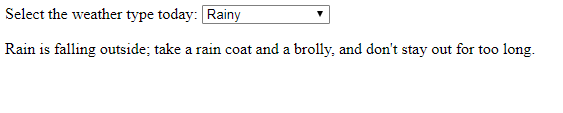 Select the weather type today: Rainy
Rain is falling outside; take a rain coat and a brolly, and don't stay out for too long.